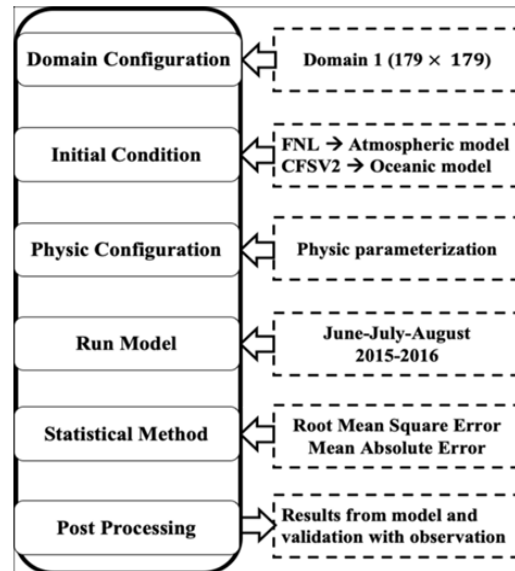 Domain Configuration
Domain 1 (179 × 179)
Initial Condition
FNL → Atmospheric model
CFSV2 → Oceanic model
Physic Configuration
Physic parameterization
Run Model
June-July-August
2015-2016
Statistical Method
Root Mean Square Error
Mean Absolute Error
Post Processing
Results from model and
validation with observation